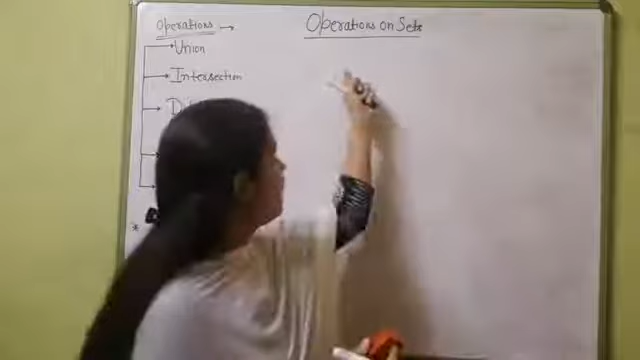 Operations →
Operations on Sets
Union
Intersection
*